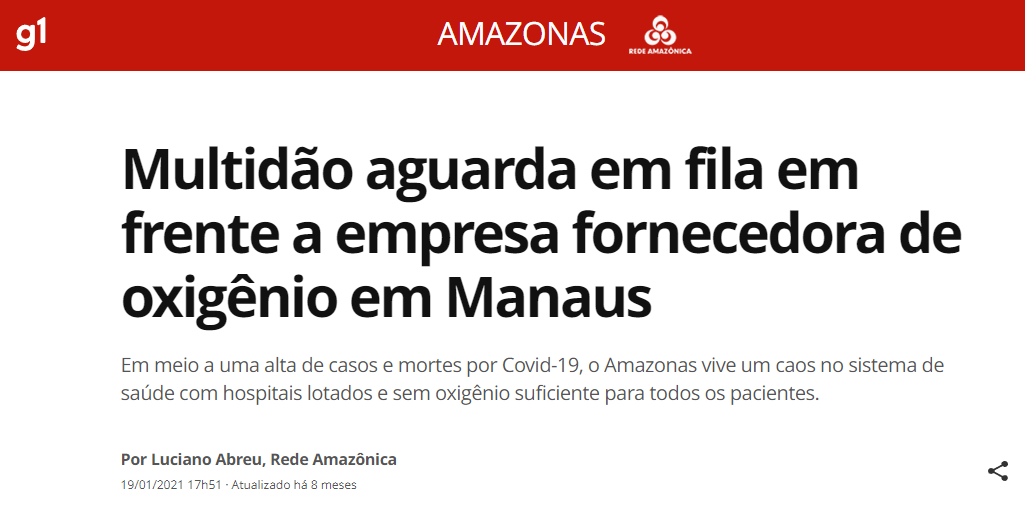 g1
AMAZONAS
REDE AMAZÔNICA
Multidão aguarda em fila em
frente a empresa fornecedora de
oxigênio em Manaus
Em meio a uma alta de casos e mortes por Covid-19, o Amazonas vive um caos no sistema de
saúde com hospitais lotados e sem oxigênio suficiente para todos os pacientes.
Por Luciano Abreu, Rede Amazônica
19/01/2021 17h51 · Atualizado há 8 meses